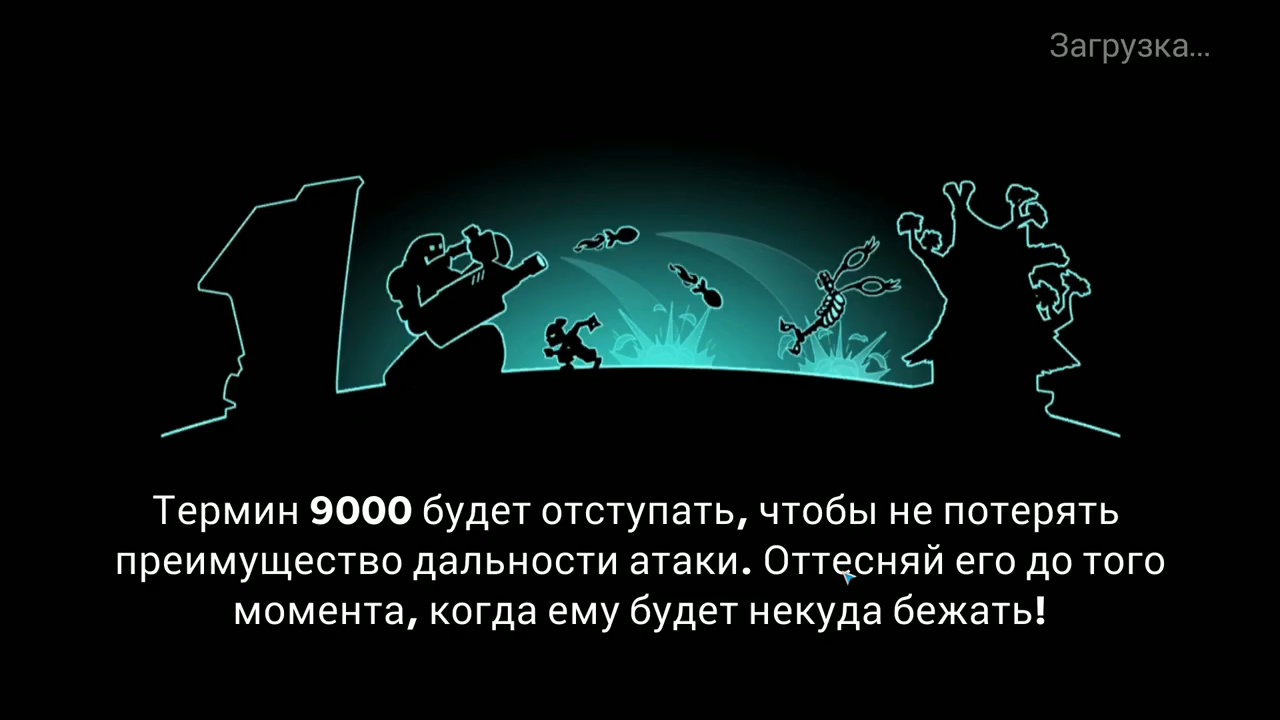 Загрузка...
Термин 9000 будет отступать, чтобы не потерять
преимущество дальности атаки. Оттесняй его до того
момента, когда ему будет некуда бежать!